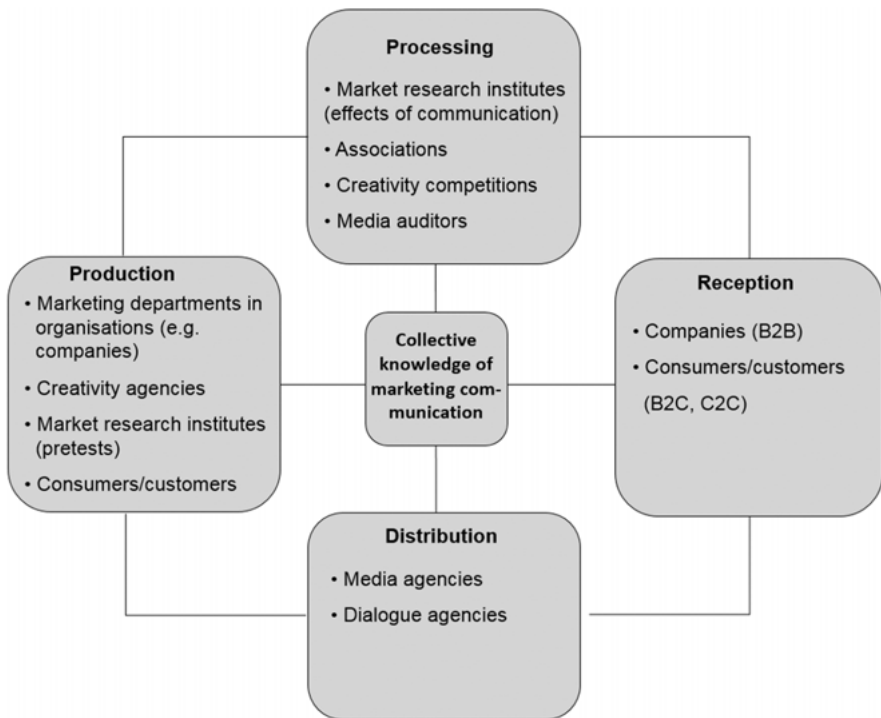 Processing
• Market research institutes
(effects of communication)
• Associations
• Creativity competitions
• Media auditors
Production
• Marketing departments in
organisations (e.g.
companies)
• Creativity agencies
• Market research institutes
(pretests)
• Consumers/customers
Collective
knowledge of
marketing com-
munication
Reception
• Companies (B2B)
• Consumers/customers
(B2C, C2C)
Distribution
• Media agencies
• Dialogue agencies